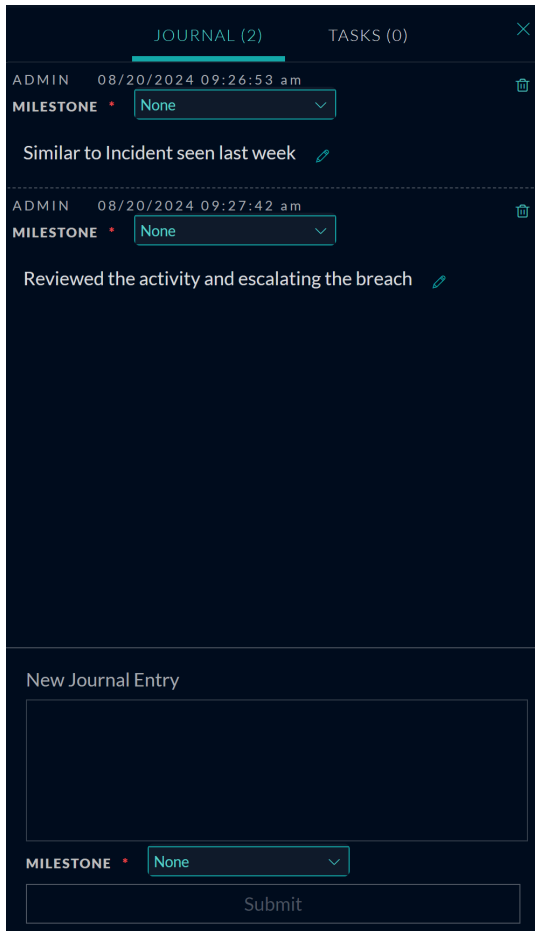 JOURNAL (2) TASKS (0)
ADMIN 08/20/2024 09:26:53 am
MILESTONE * None
Similar to Incident seen last week
ADMIN 08/20/2024 09:27:42 am
MILESTONE * None
Reviewed the activity and escalating the breach
New Journal Entry
MILESTONE * None
Submit